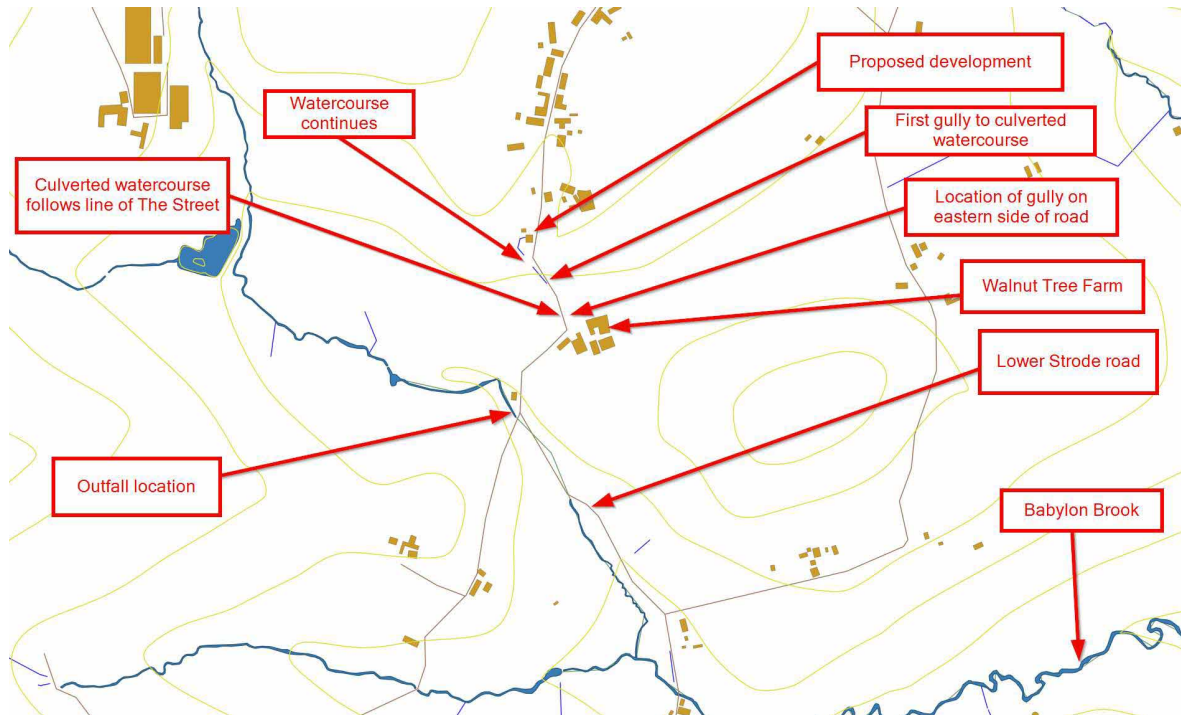 Proposed development
Watercourse
continues
First gully to culverted
watercourse
Culverted watercourse
follows line of The Street
Location of gully on
eastern side of road
Walnut Tree Farm
Lower Strode road
Outfall location
Babylon Brook